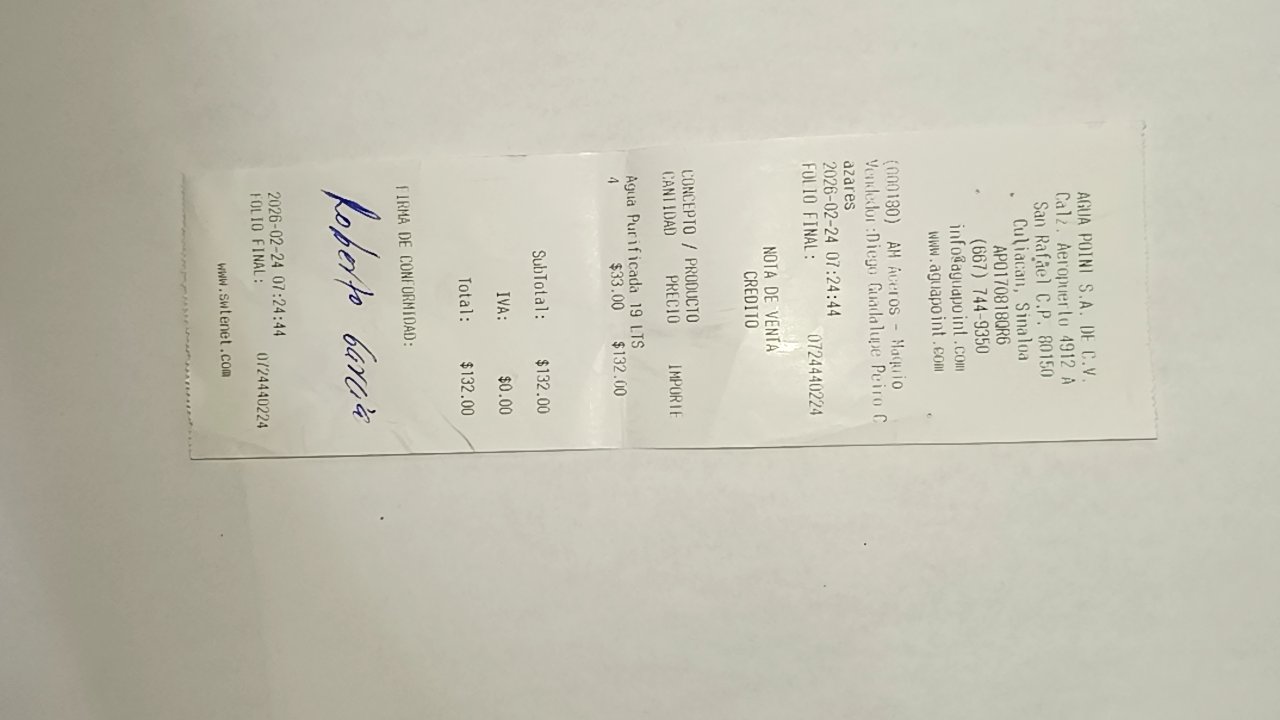 AGUA POINT S.A. DE C.V.
Calz. Aeropuerto 4912 A
San Rafael C.P. 80150
Culiacan, Sinaloa
APO170818QR6
(667) 744-9350
info@aguapoint.com
www.aguapoint.com
(000130) AM Aceros - Maquio
Vendedor:Diego Guadalupe Peiro C
azares
2026-02-24 07:24:44
FOLIO FINAL: 0724440224
NOTA DE VENTA
CREDITO
CONCEPTO / PRODUCTO
CANTIDAD PRECIO IMPORTE
Agua Purificada 19 LTS
4 $33.00 $132.00
SubTotal: $132.00
IVA: $0.00
Total: $132.00
FIRMA DE CONFORMIDAD:
Roberto García
2026-02-24 07:24:44
FOLIO FINAL: 0724440224
www.swtenet.com